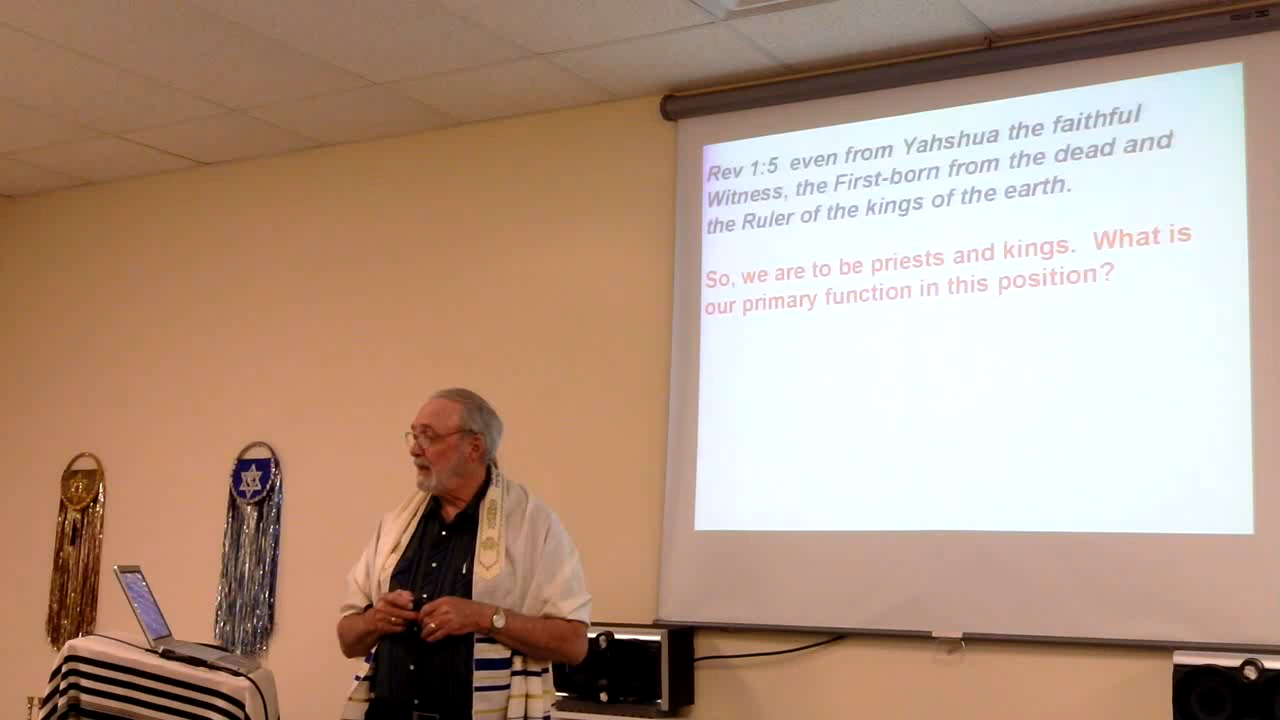 Rev 1:5 even from Yahshua the faithful
Witness, the First-born from the dead and
the Ruler of the kings of the earth.
So, we are to be priests and kings. What is
our primary function in this position?